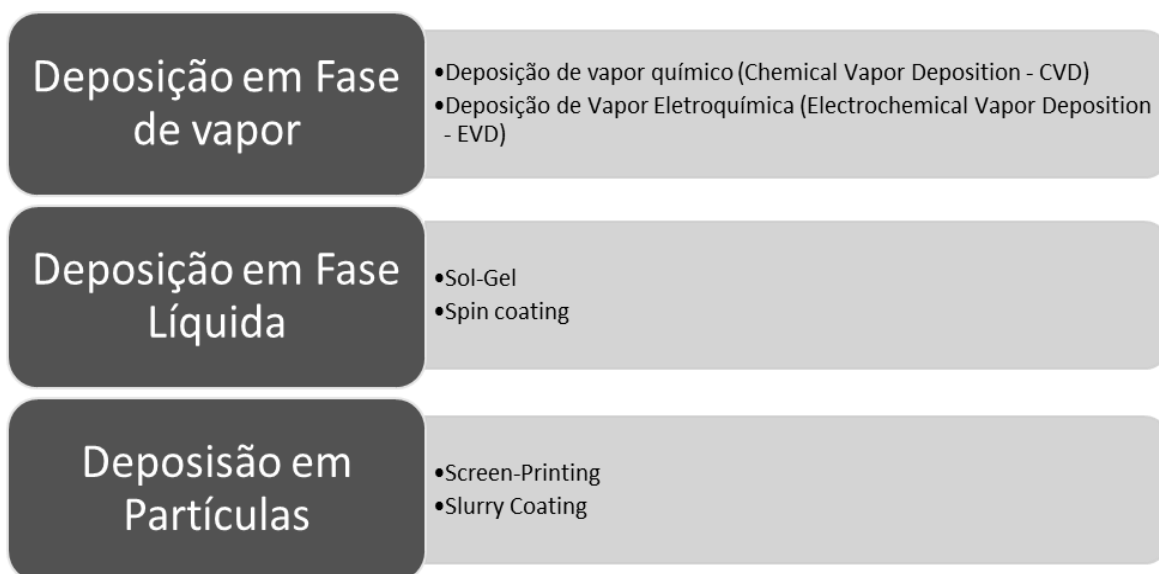 Deposição em Fase
de vapor
•Deposição de vapor químico (Chemical Vapor Deposition - CVD)
•Deposição de Vapor Eletroquímica (Electrochemical Vapor Deposition
- EVD)
Deposição em Fase
Líquida
•Sol-Gel
•Spin coating
Deposisão em
Partículas
•Screen-Printing
•Slurry Coating